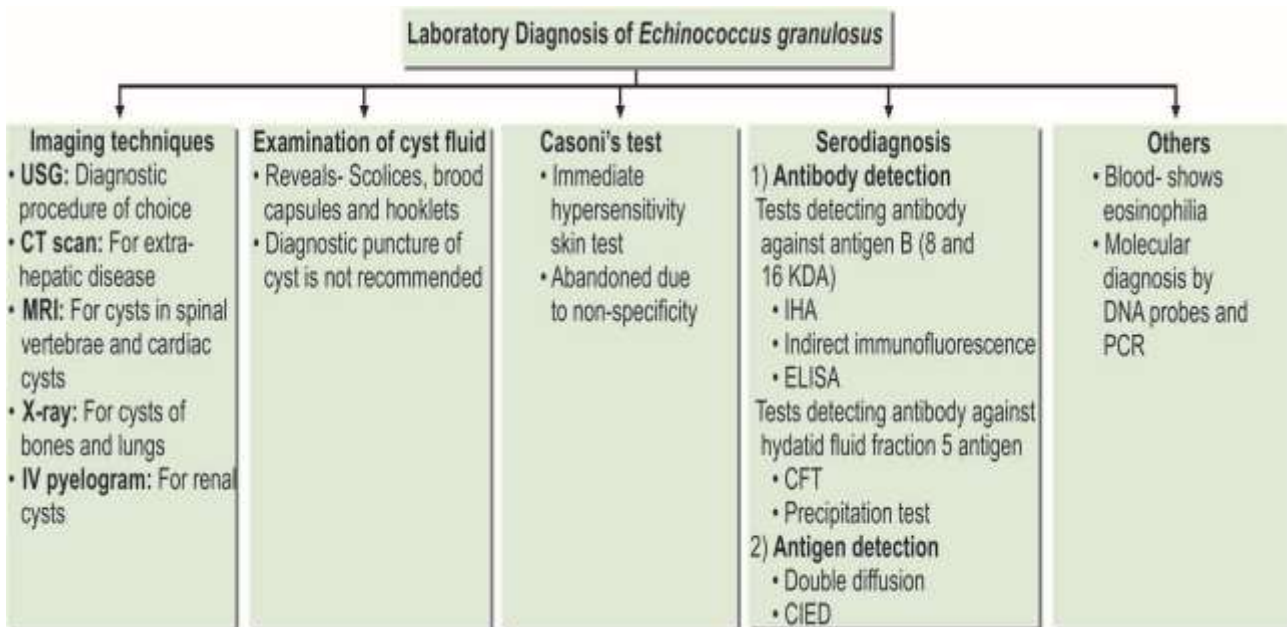 Laboratory Diagnosis of Echinococcus granulosus
Imaging techniques
• USG: Diagnostic
procedure of choice
• CT scan: For extra-
hepatic disease
• MRI: For cysts in spinal
vertebrae and cardiac
cysts
• X-ray: For cysts of
bones and lungs
• IV pyelogram: For renal
cysts
Examination of cyst fluid
• Reveals- Scolices, brood
capsules and hooklets
• Diagnostic puncture of
cyst is not recommended
Casoni's test
• Immediate
hypersensitivity
skin test
• Abandoned due
to non-specificity
Serodiagnosis
1) Antibody detection
Tests detecting antibody
against antigen B (8 and
16 KDA)
• IHA
• Indirect immunofluorescence
• ELISA
Tests detecting antibody against
hydatid fluid fraction 5 antigen
• CFT
• Precipitation test
2) Antigen detection
• Double diffusion
• CIED
Others
• Blood- shows
eosinophilia
• Molecular
diagnosis by
DNA probes and
PCR